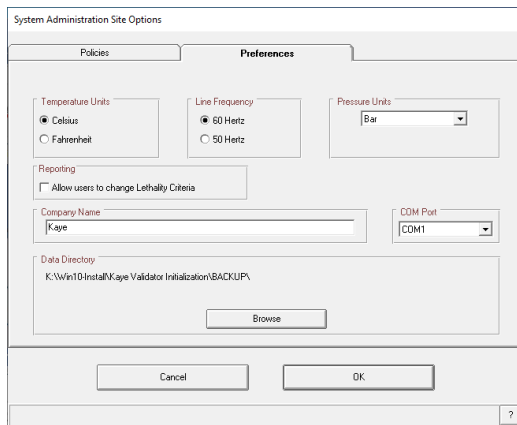 System Administration Site Options
Policies
Preferences
Temperature Units
Celsius
Fahrenheit
Line Frequency
60 Hertz
50 Hertz
Pressure Units
Bar
Reporting
Allow users to change Lethality Criteria
Company Name
Kaye
COM Port
COM1
Data Directory
K:\Win10-Install\Kaye Validator Initialization\BACKUP\
Browse
Cancel
OK
?